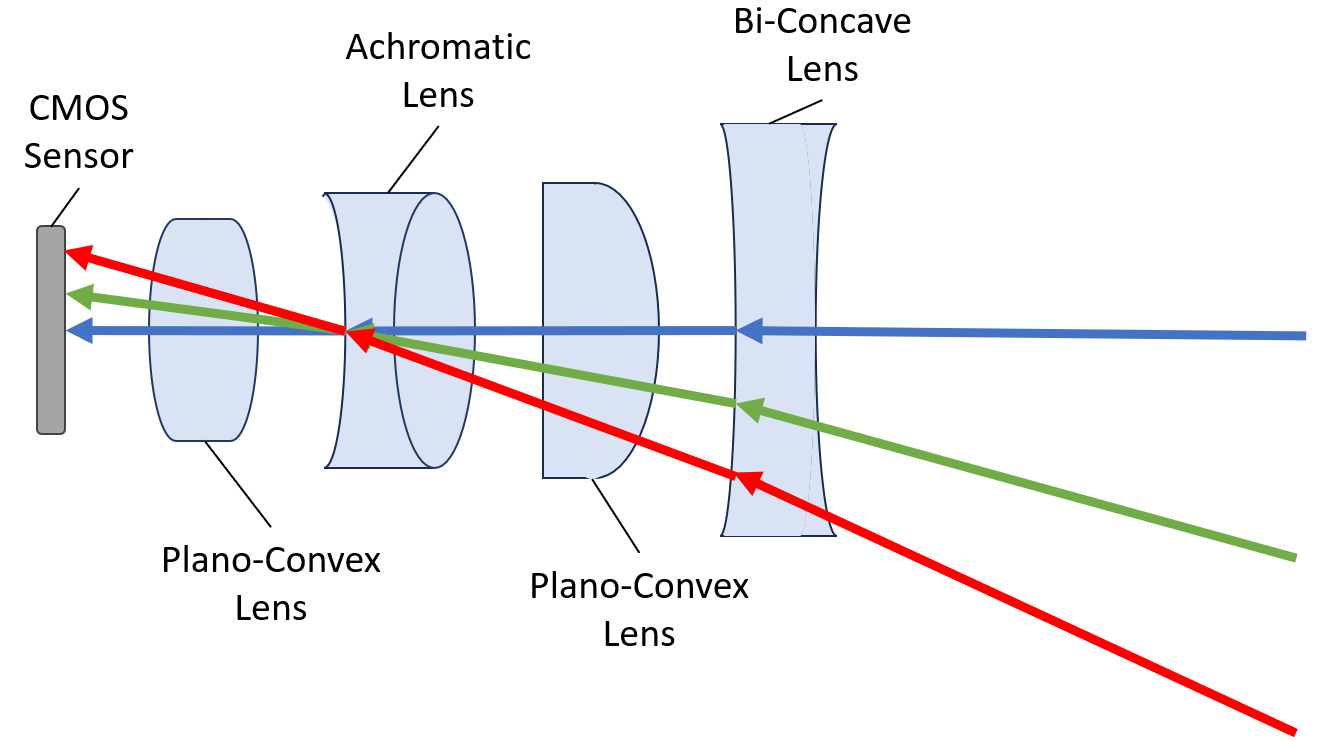 Bi-Concave
Lens
Achromatic
Lens
CMOS
Sensor
Plano-Convex
Lens
Plano-Convex
Lens